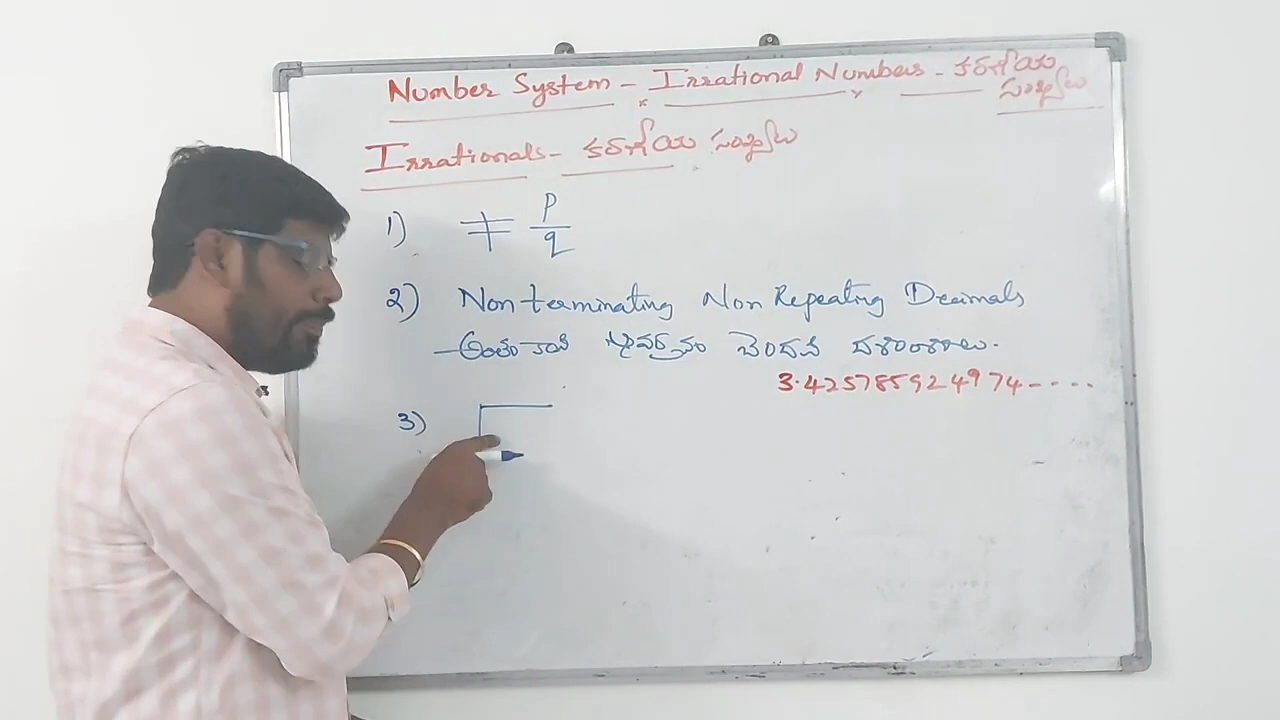 Number System - Irrational Numbers - కరణీయ
సంఖ్యలు
Irrationals - కరణీయ సంఖ్యలు
1) ≠ p/q
2) Non terminating Non Repeating Decimals
- అంతం కాని ఆవర్తనం చెందని దశాంశాలు.
3.425785924974-----
3)